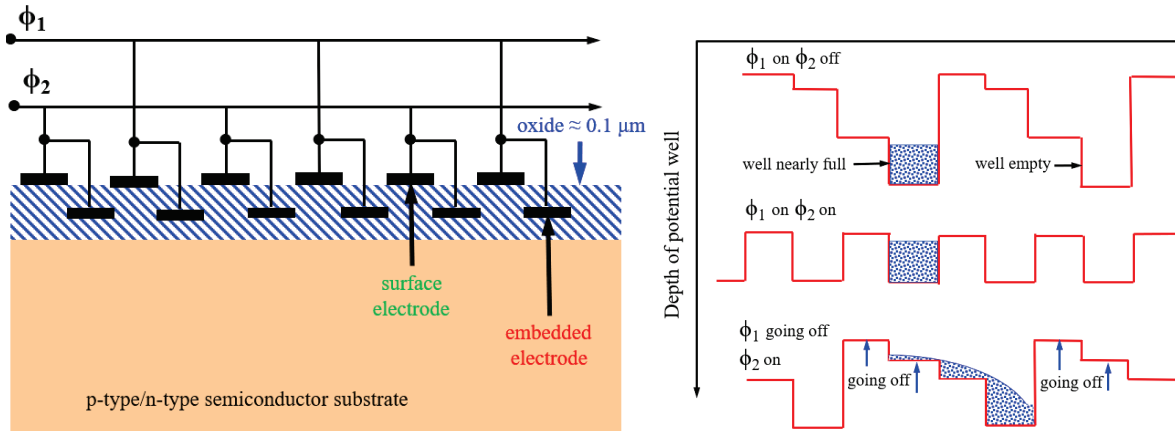 ϕ1
ϕ2
oxide ≈ 0.1 μm
surface
electrode
embedded
electrode
p-type/n-type semiconductor substrate
Depth of potential well
ϕ1 on ϕ2 off
well nearly full
well empty
ϕ1 on ϕ2 on
ϕ1 going off
ϕ2 on
going off
going off